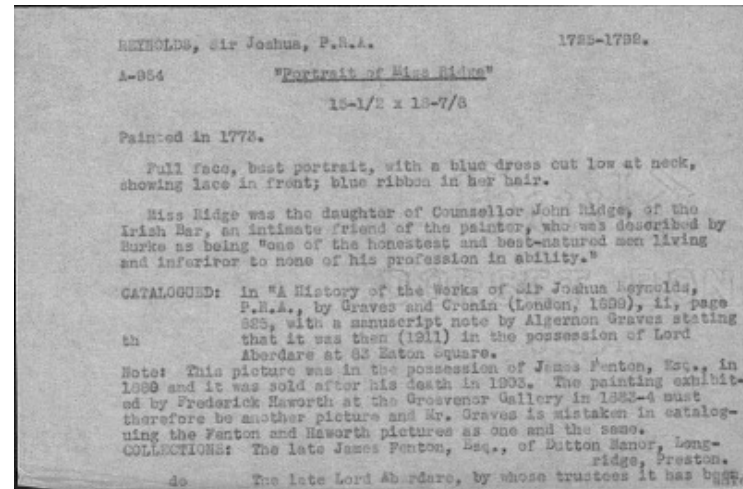 REYNOLDS, Sir Joshua, P.R.A. 1723-1792.
A-954 "Portrait of Miss Ridge"
15-1/2 x 18-7/8
Painted in 1773.
Full face, bust portrait, with a blue dress cut low at neck,
showing lace in front; blue ribbon in her hair.
Miss Ridge was the daughter of Counsellor John Ridge, of the
Irish Bar, an intimate friend of the painter, who was described by
Burke as being "one of the honestest and best-natured men living
and inferiror to none of his profession in ability."
CATALOGUED: in "A History of the Works of Sir Joshua Reynolds,
P.R.A., by Graves and Cronin (London, 1899), ii, page
825, with a manuscript note by Algernon Graves stating
th that it was then (1911) in the possession of Lord
Aberdare at 83 Eaton Square.
Note: This picture was in the possession of James Fenton, Esq., in
1880 and it was sold after his death in 1903. The painting exhibit-
ed by Frederick Haworth at the Grosvenor Gallery in 1883-4 must
therefore be another picture and Mr. Graves is mistaken in catalog-
uing the Fenton and Haworth pictures as one and the same.
COLLECTIONS: The late James Fenton, Esq., of Dutton Manor, Long-
ridge, Preston.
do The late Lord Aberdare, by whose trustees it has been